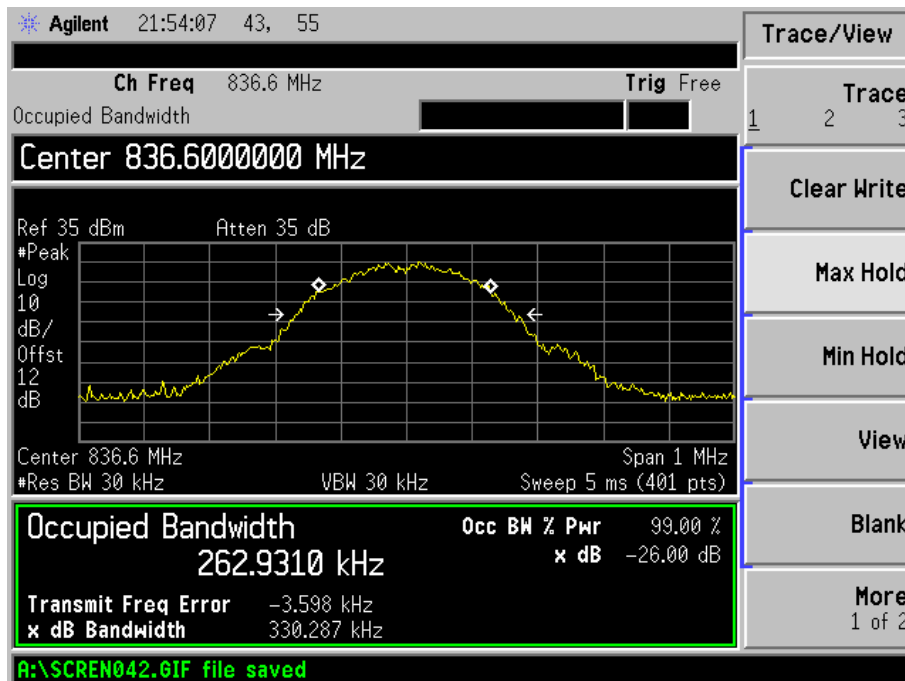 Agilent 21:54:07 43, 55
Trace/View
Ch Freq 836.6 MHz Trig Free
Occupied Bandwidth
Trace
1 2 3
Center 836.6000000 MHz
Clear Write
Ref 35 dBm Atten 35 dB
#Peak
Log
10
dB/
Offst
12
dB
Max Hold
Min Hold
Center 836.6 MHz Span 1 MHz
#Res BW 30 kHz VBW 30 kHz Sweep 5 ms (401 pts)
View
Occupied Bandwidth Occ BW % Pwr 99.00 %
262.9310 kHz x dB -26.00 dB
Blank
Transmit Freq Error -3.598 kHz
x dB Bandwidth 330.287 kHz
More
1 of 2
A:\SCREN042.GIF file saved